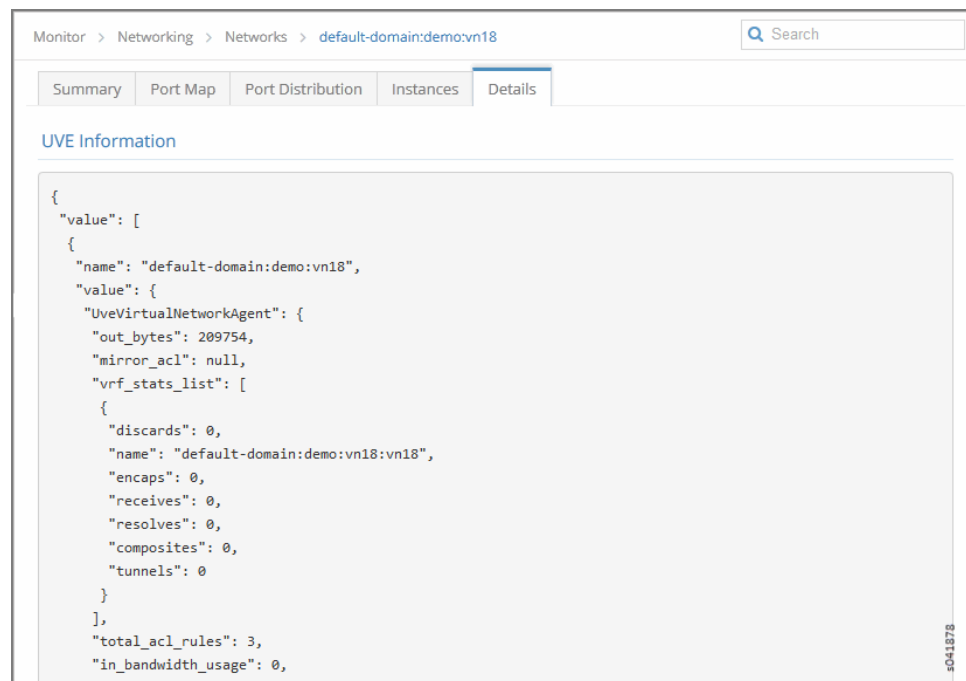 Monitor > Networking > Networks > default-domain:demo:vn18 Search
Summary Port Map Port Distribution Instances Details
UVE Information
{
"value": [
{
"name": "default-domain:demo:vn18",
"value": {
"UveVirtualNetworkAgent": {
"out_bytes": 209754,
"mirror_acl": null,
"vrf_stats_list": [
{
"discards": 0,
"name": "default-domain:demo:vn18:vn18",
"encaps": 0,
"receives": 0,
"resolves": 0,
"composites": 0,
"tunnels": 0
}
],
"total_acl_rules": 3,
"in_bandwidth_usage": 0,
s041878